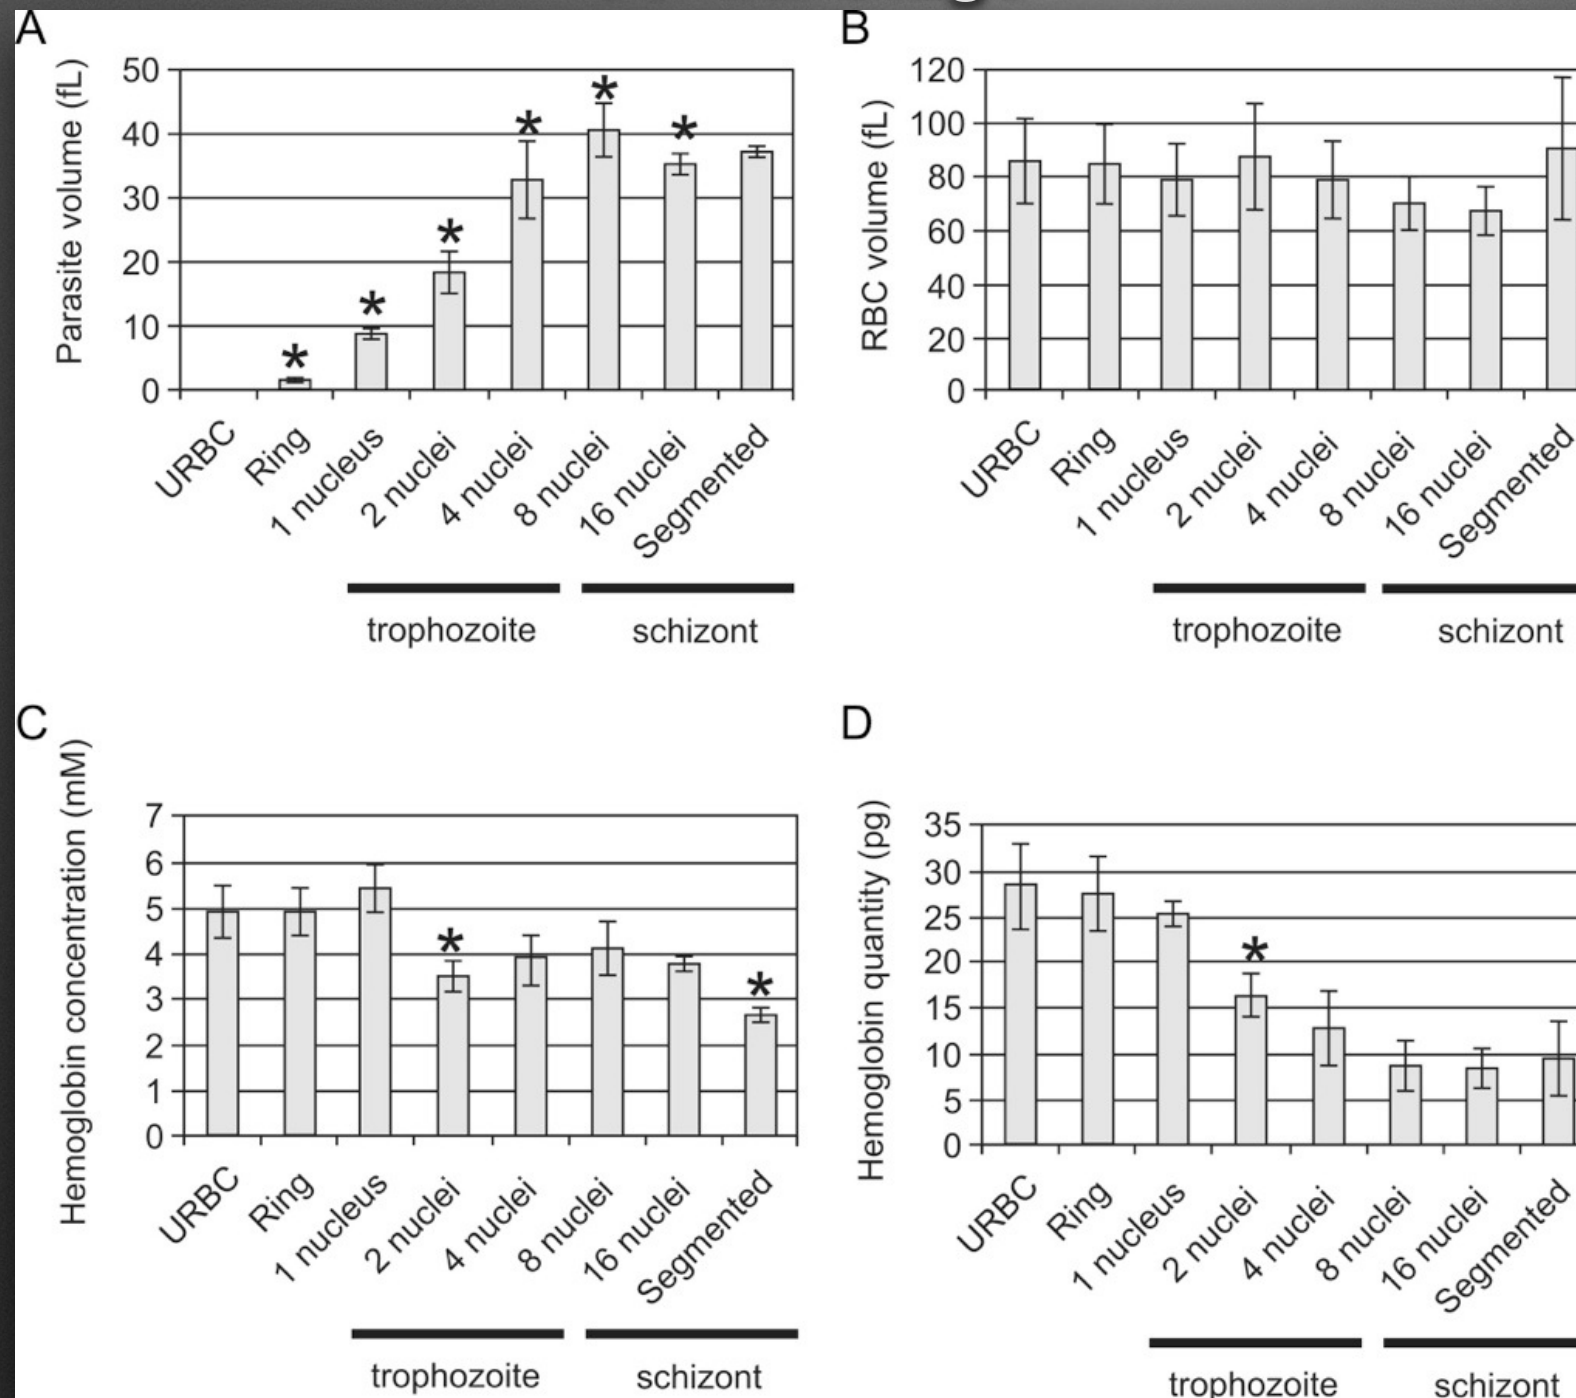 A
Parasite volume (fL)
50
40
30
20
10
0
*
*
*
*
*
*
URBC
Ring
1 nucleus
2 nuclei
4 nuclei
8 nuclei
16 nuclei
Segmented
trophozoite
schizont
B
RBC volume (fL)
120
100
80
60
40
20
0
URBC
Ring
1 nucleus
2 nuclei
4 nuclei
8 nuclei
16 nuclei
Segmented
trophozoite
schizont
C
Hemoglobin concentration (mM)
7
6
5
4
3
2
1
0
*
*
URBC
Ring
1 nucleus
2 nuclei
4 nuclei
8 nuclei
16 nuclei
Segmented
trophozoite
schizont
D
Hemoglobin quantity (pg)
35
30
25
20
15
10
5
0
*
URBC
Ring
1 nucleus
2 nuclei
4 nuclei
8 nuclei
16 nuclei
Segmented
trophozoite
schizont